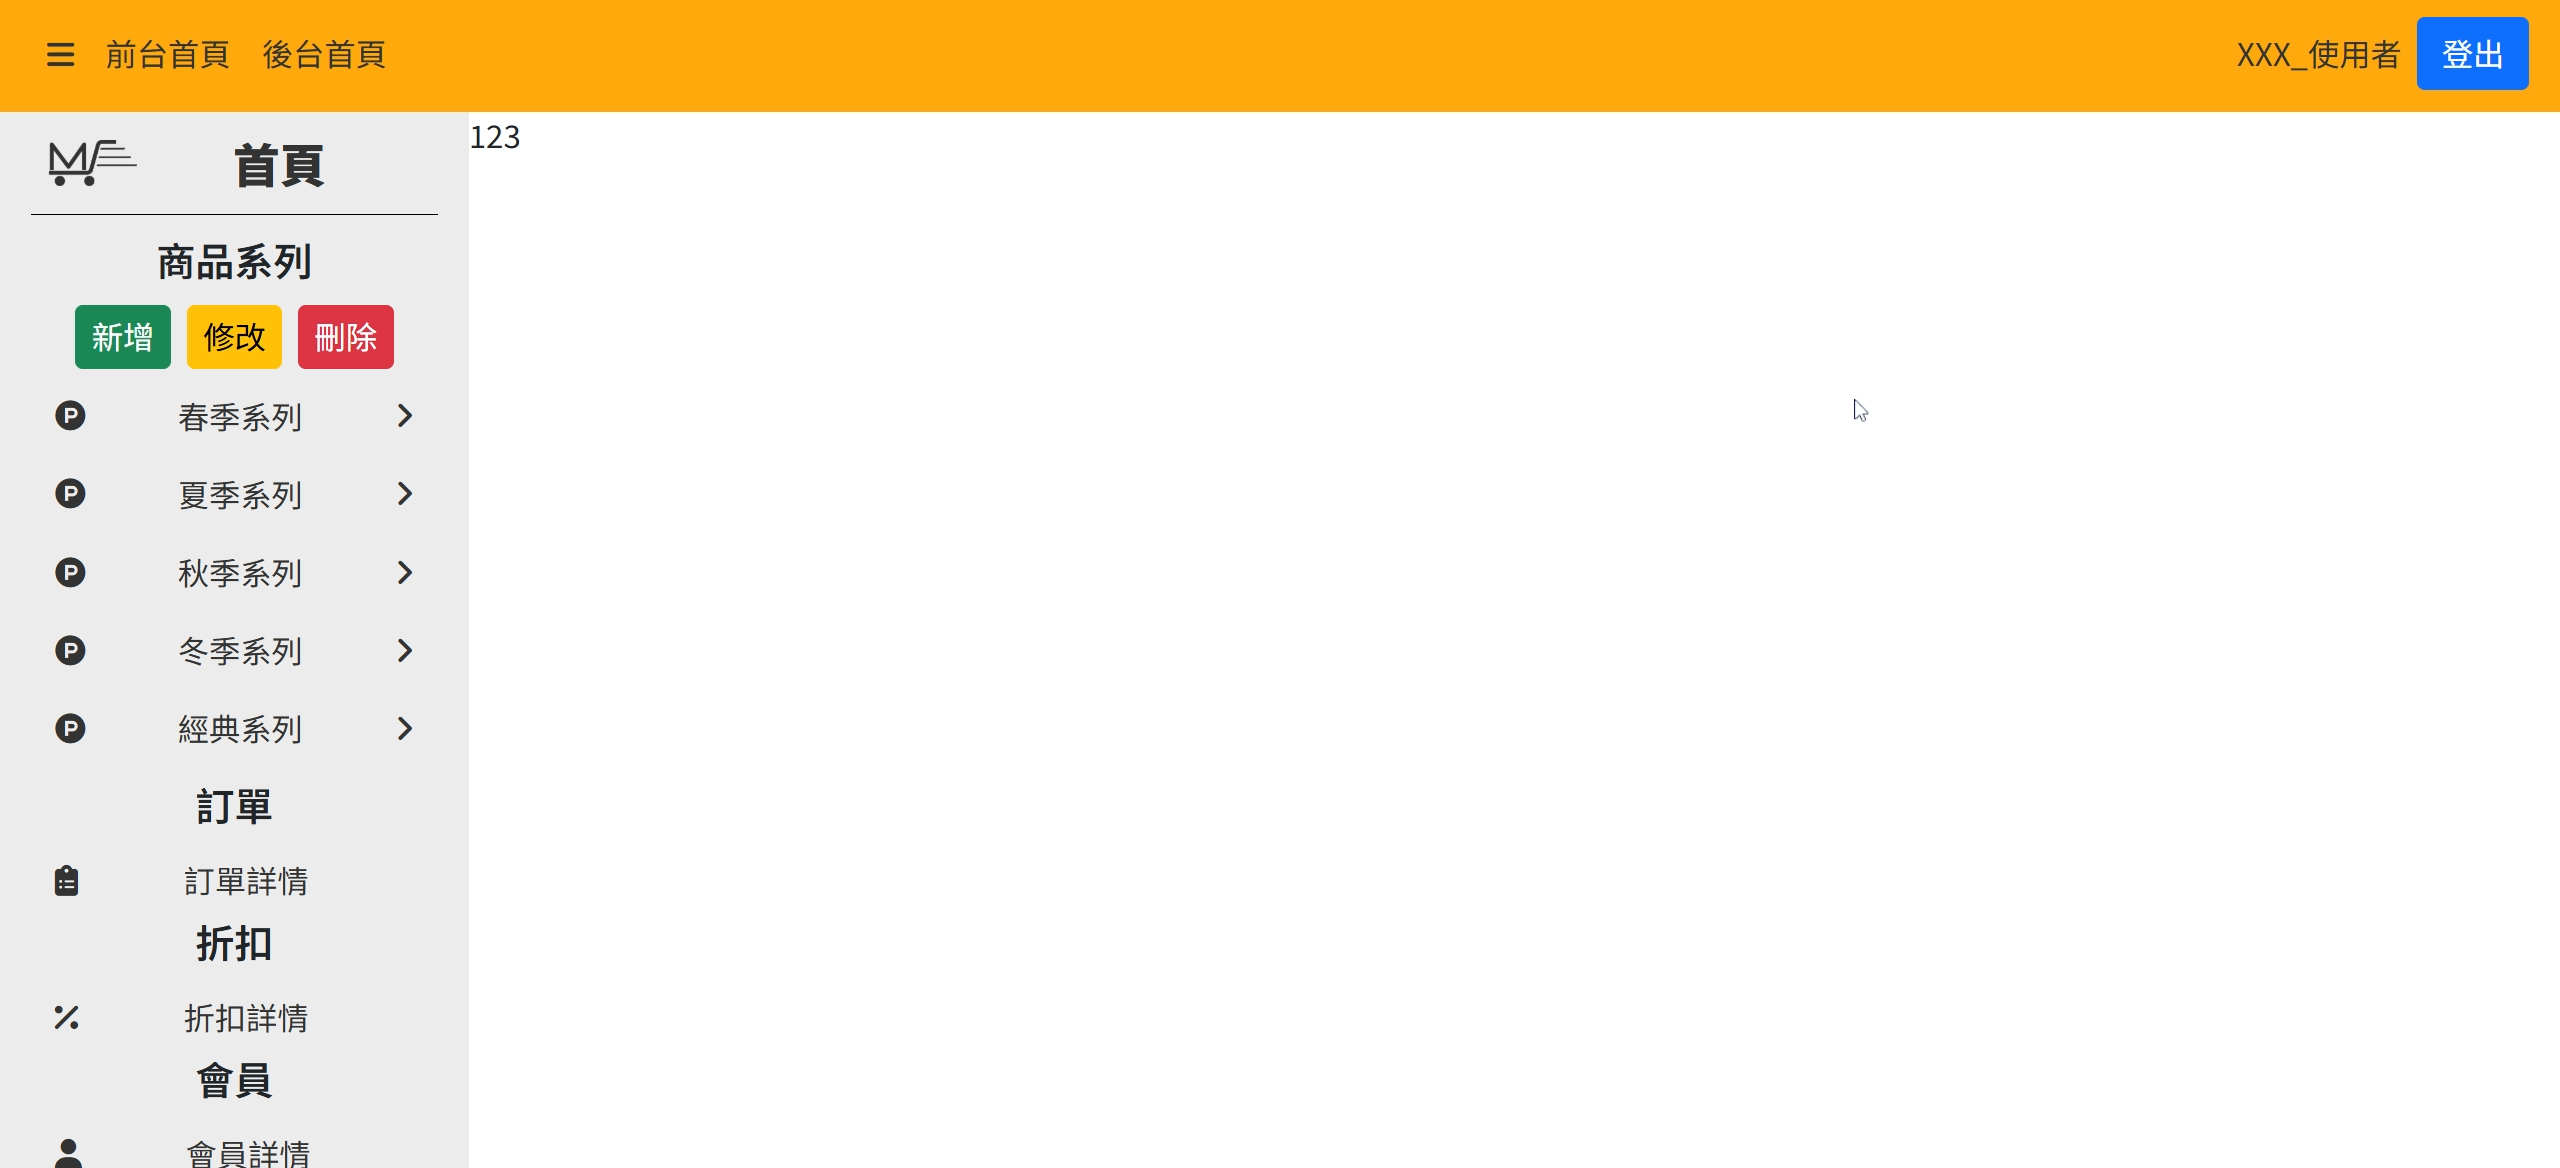 前台首頁 後台首頁 XXX_使用者 登出
首頁
123
商品系列
新增 修改 刪除
春季系列
夏季系列
秋季系列
冬季系列
經典系列
訂單
訂單詳情
折扣
折扣詳情
會員
會員詳情